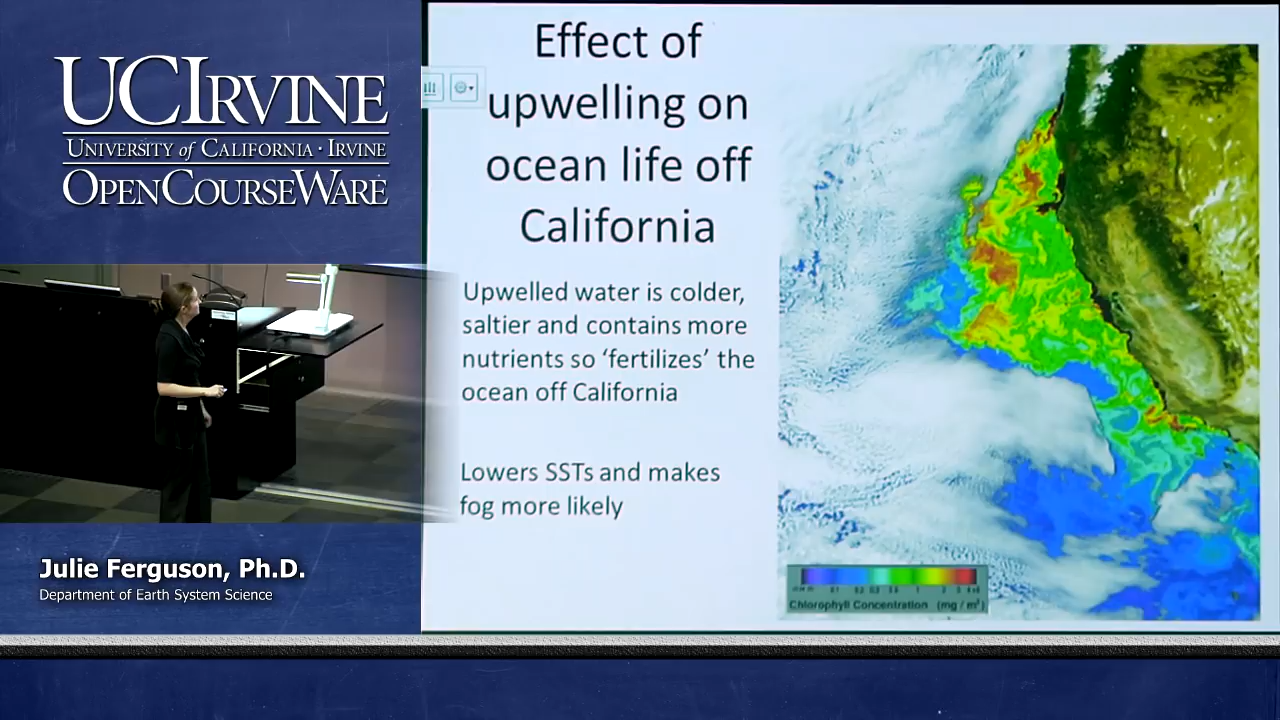 UCIRVINE
UNIVERSITY of CALIFORNIA · IRVINE
OPENCOURSEWARE
Effect of
upwelling on
ocean life off
California
Upwelled water is colder,
saltier and contains more
nutrients so ‘fertilizes’ the
ocean off California
Lowers SSTs and makes
fog more likely
Chlorophyll Concentration (mg / m³)
Julie Ferguson, Ph.D.
Department of Earth System Science